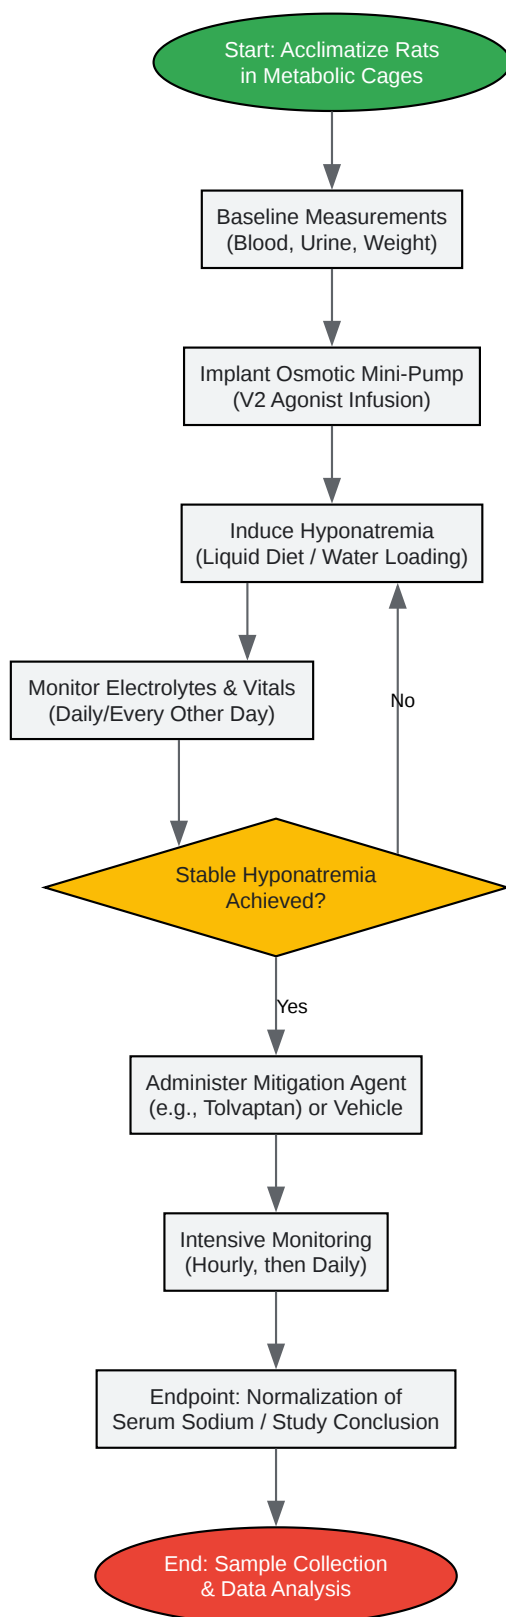 Start: Acclimatize Rats
in Metabolic Cages
Baseline Measurements
(Blood, Urine, Weight)
Implant Osmotic Mini-Pump
(V2 Agonist Infusion)
Induce Hyponatremia
(Liquid Diet / Water Loading)
Monitor Electrolytes & Vitals
(Daily/Every Other Day)
No
Stable Hyponatremia
Achieved?
Yes
Administer Mitigation Agent
(e.g., Tolvaptan) or Vehicle
Intensive Monitoring
(Hourly, then Daily)
Endpoint: Normalization of
Serum Sodium / Study Conclusion
End: Sample Collection
& Data Analysis